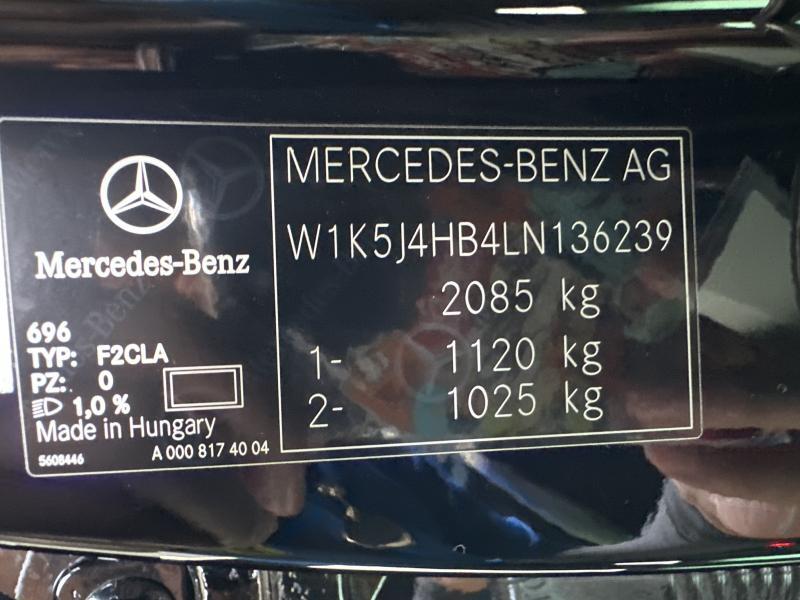 Mercedes-Benz
696
TYP: F2CLA
PZ: 0
1,0 %
Made in Hungary
5608446
A 000 817 40 04
MERCEDES-BENZ AG
W1K5J4HB4LN136239
2085 kg
1- 1120 kg
2- 1025 kg